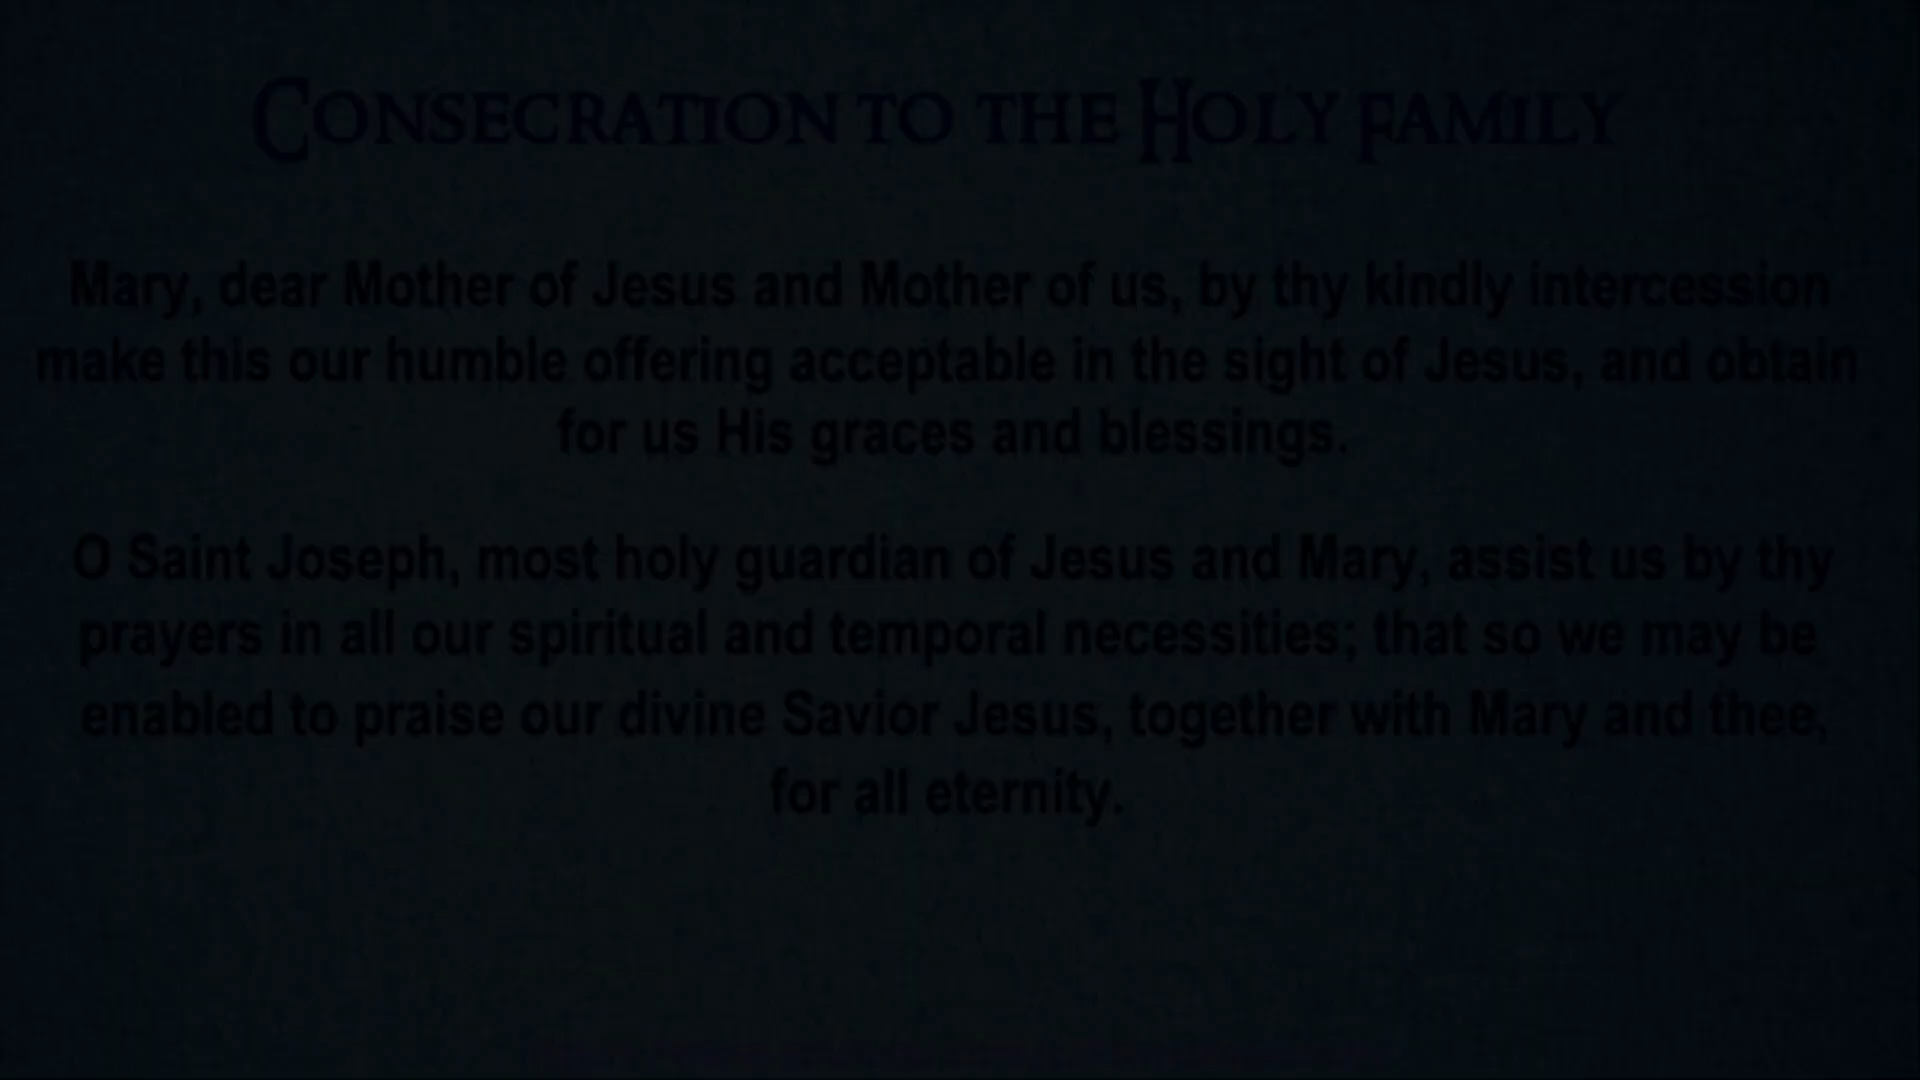 Consecration to the Holy Family
Mary, dear Mother of Jesus and Mother of us, by thy kindly intercession
make this our humble offering acceptable in the sight of Jesus, and obtain
for us His graces and blessings.
O Saint Joseph, most holy guardian of Jesus and Mary, assist us by thy
prayers in all our spiritual and temporal necessities; that so we may be
enabled to praise our divine Savior Jesus, together with Mary and thee,
for all eternity.